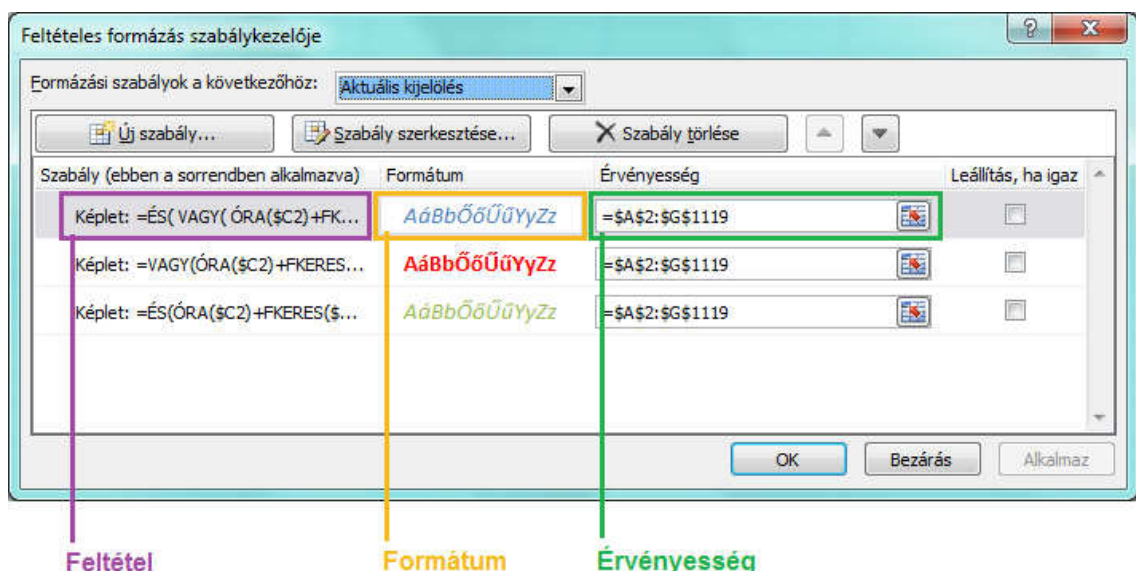 Feltételes formázás szabálykezelője
Formázási szabályok a következőhöz: Aktuális kijelölés
Új szabály... Szabály szerkesztése... Szabály törlése
Szabály (ebben a sorrendben alkalmazva) Formátum Érvényesség Leállítás, ha igaz
Képlet: =ÉS( VAGY( ÓRA($C2)+FK... AáBbŐőŰűYyZz =$A$2:$G$1119
Képlet: =VAGY(ÓRA($C2)+FKERES... AáBbŐőŰűYyZz =$A$2:$G$1119
Képlet: =ÉS(ÓRA($C2)+FKERES($... AáBbŐőŰűYyZz =$A$2:$G$1119
OK Bezárás Alkalmaz
Feltétel Formátum Érvényesség